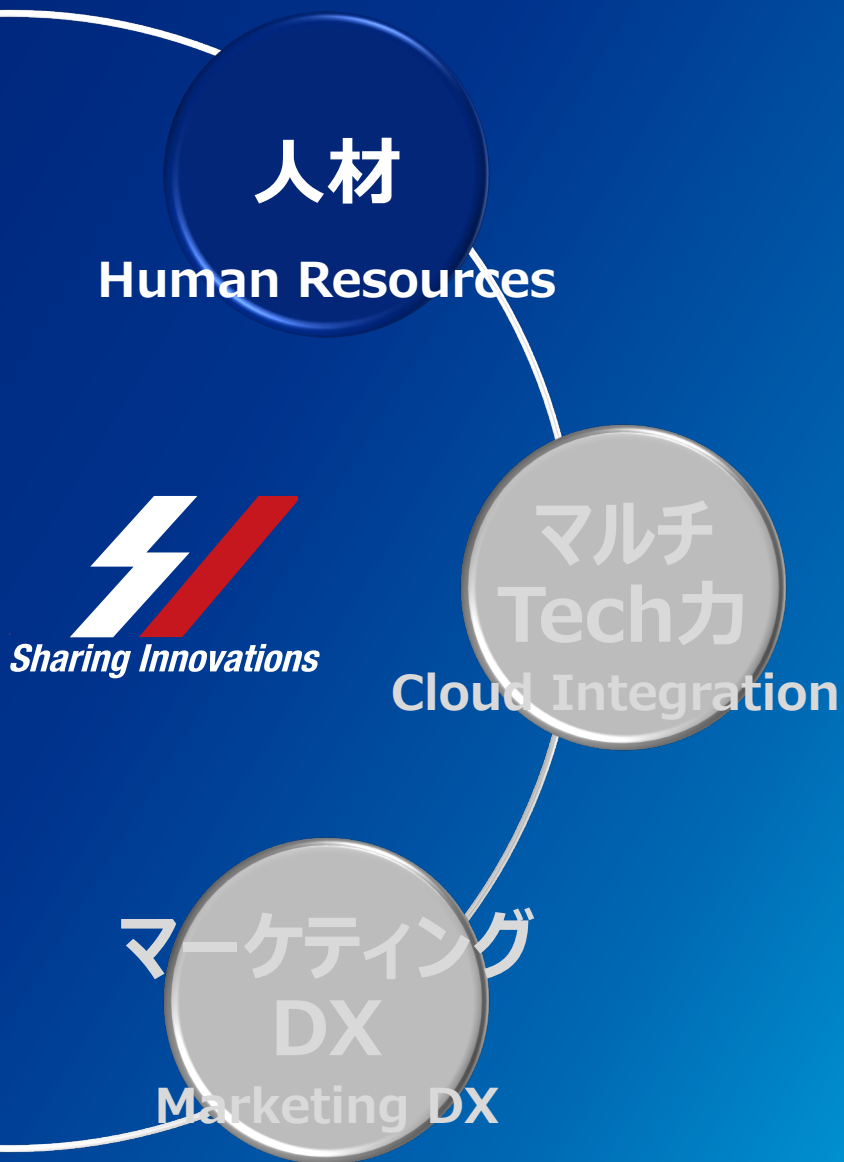 人材
Human Resources
マルチ
Tech力
Cloud Integration
Sharing Innovations
マーケティング
DX
Marketing DX